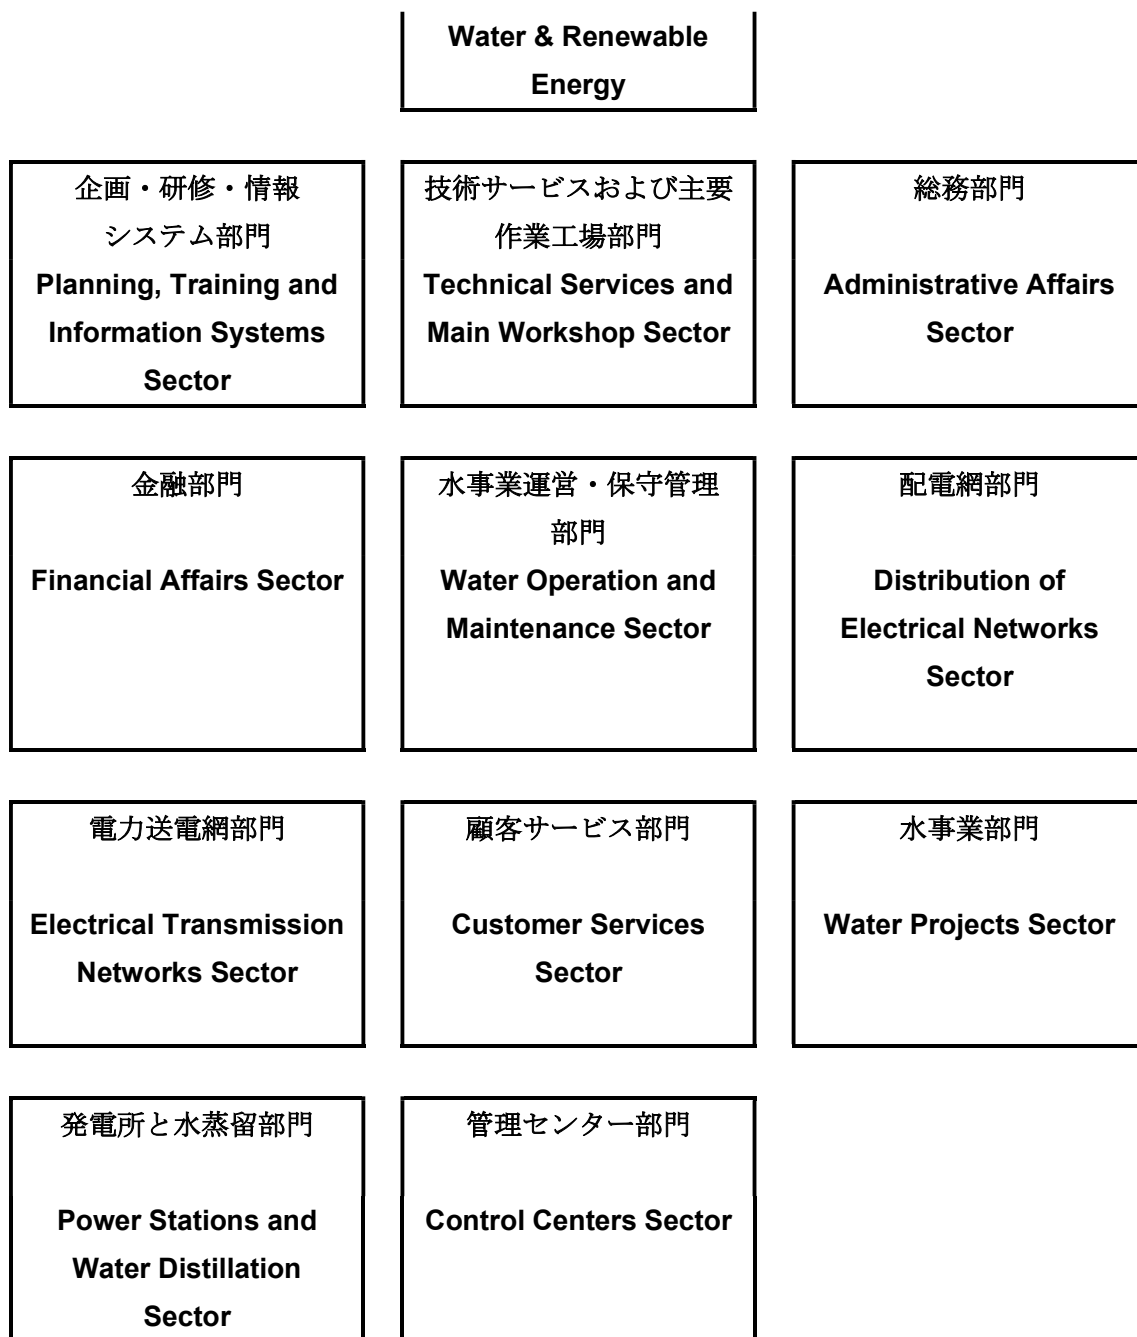 Water & Renewable
Energy
企画・研修・情報
システム部門
Planning, Training and
Information Systems
Sector
技術サービスおよび主要
作業工場部門
Technical Services and
Main Workshop Sector
総務部門
Administrative Affairs
Sector
金融部門
Financial Affairs Sector
水事業運営・保守管理
部門
Water Operation and
Maintenance Sector
配電網部門
Distribution of
Electrical Networks
Sector
電力送電網部門
Electrical Transmission
Networks Sector
顧客サービス部門
Customer Services
Sector
水事業部門
Water Projects Sector
発電所と水蒸留部門
Power Stations and
Water Distillation
Sector
管理センター部門
Control Centers Sector